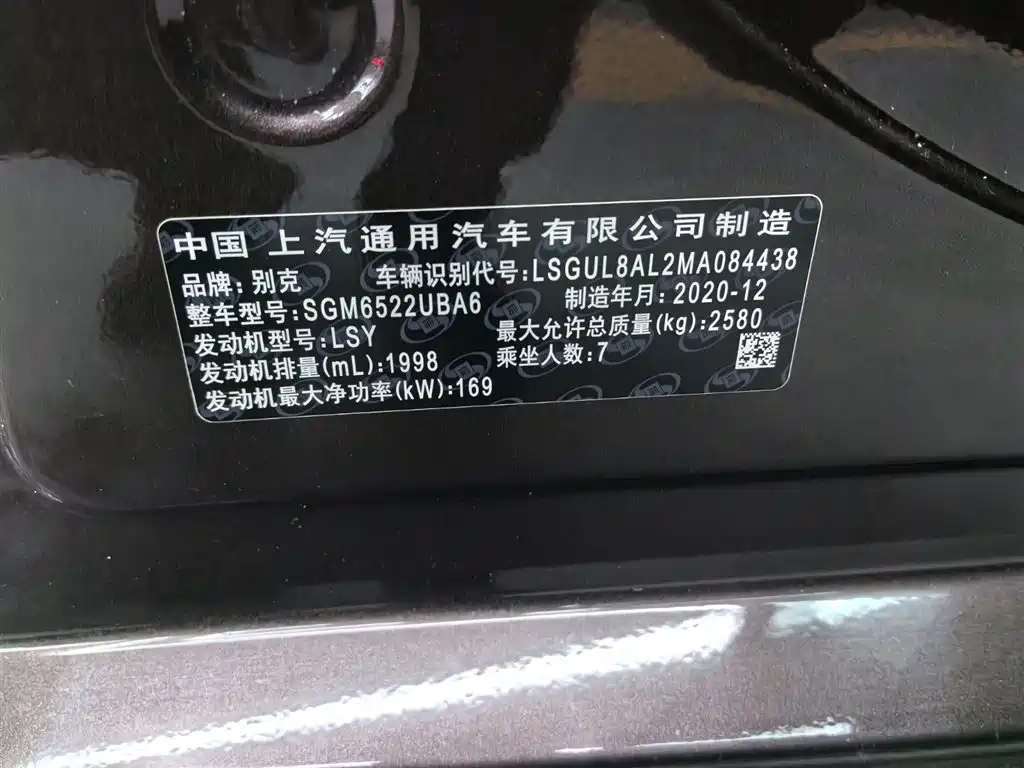 中国 上汽通用汽车有限公司制造
品牌:别克 车辆识别代号:LSGUL8AL2MA084438
整车型号:SGM6522UBA6 制造年月:2020-12
发动机型号:LSY 最大允许总质量(kg):2580
发动机排量(mL):1998 乘坐人数:7
发动机最大净功率(kW):169